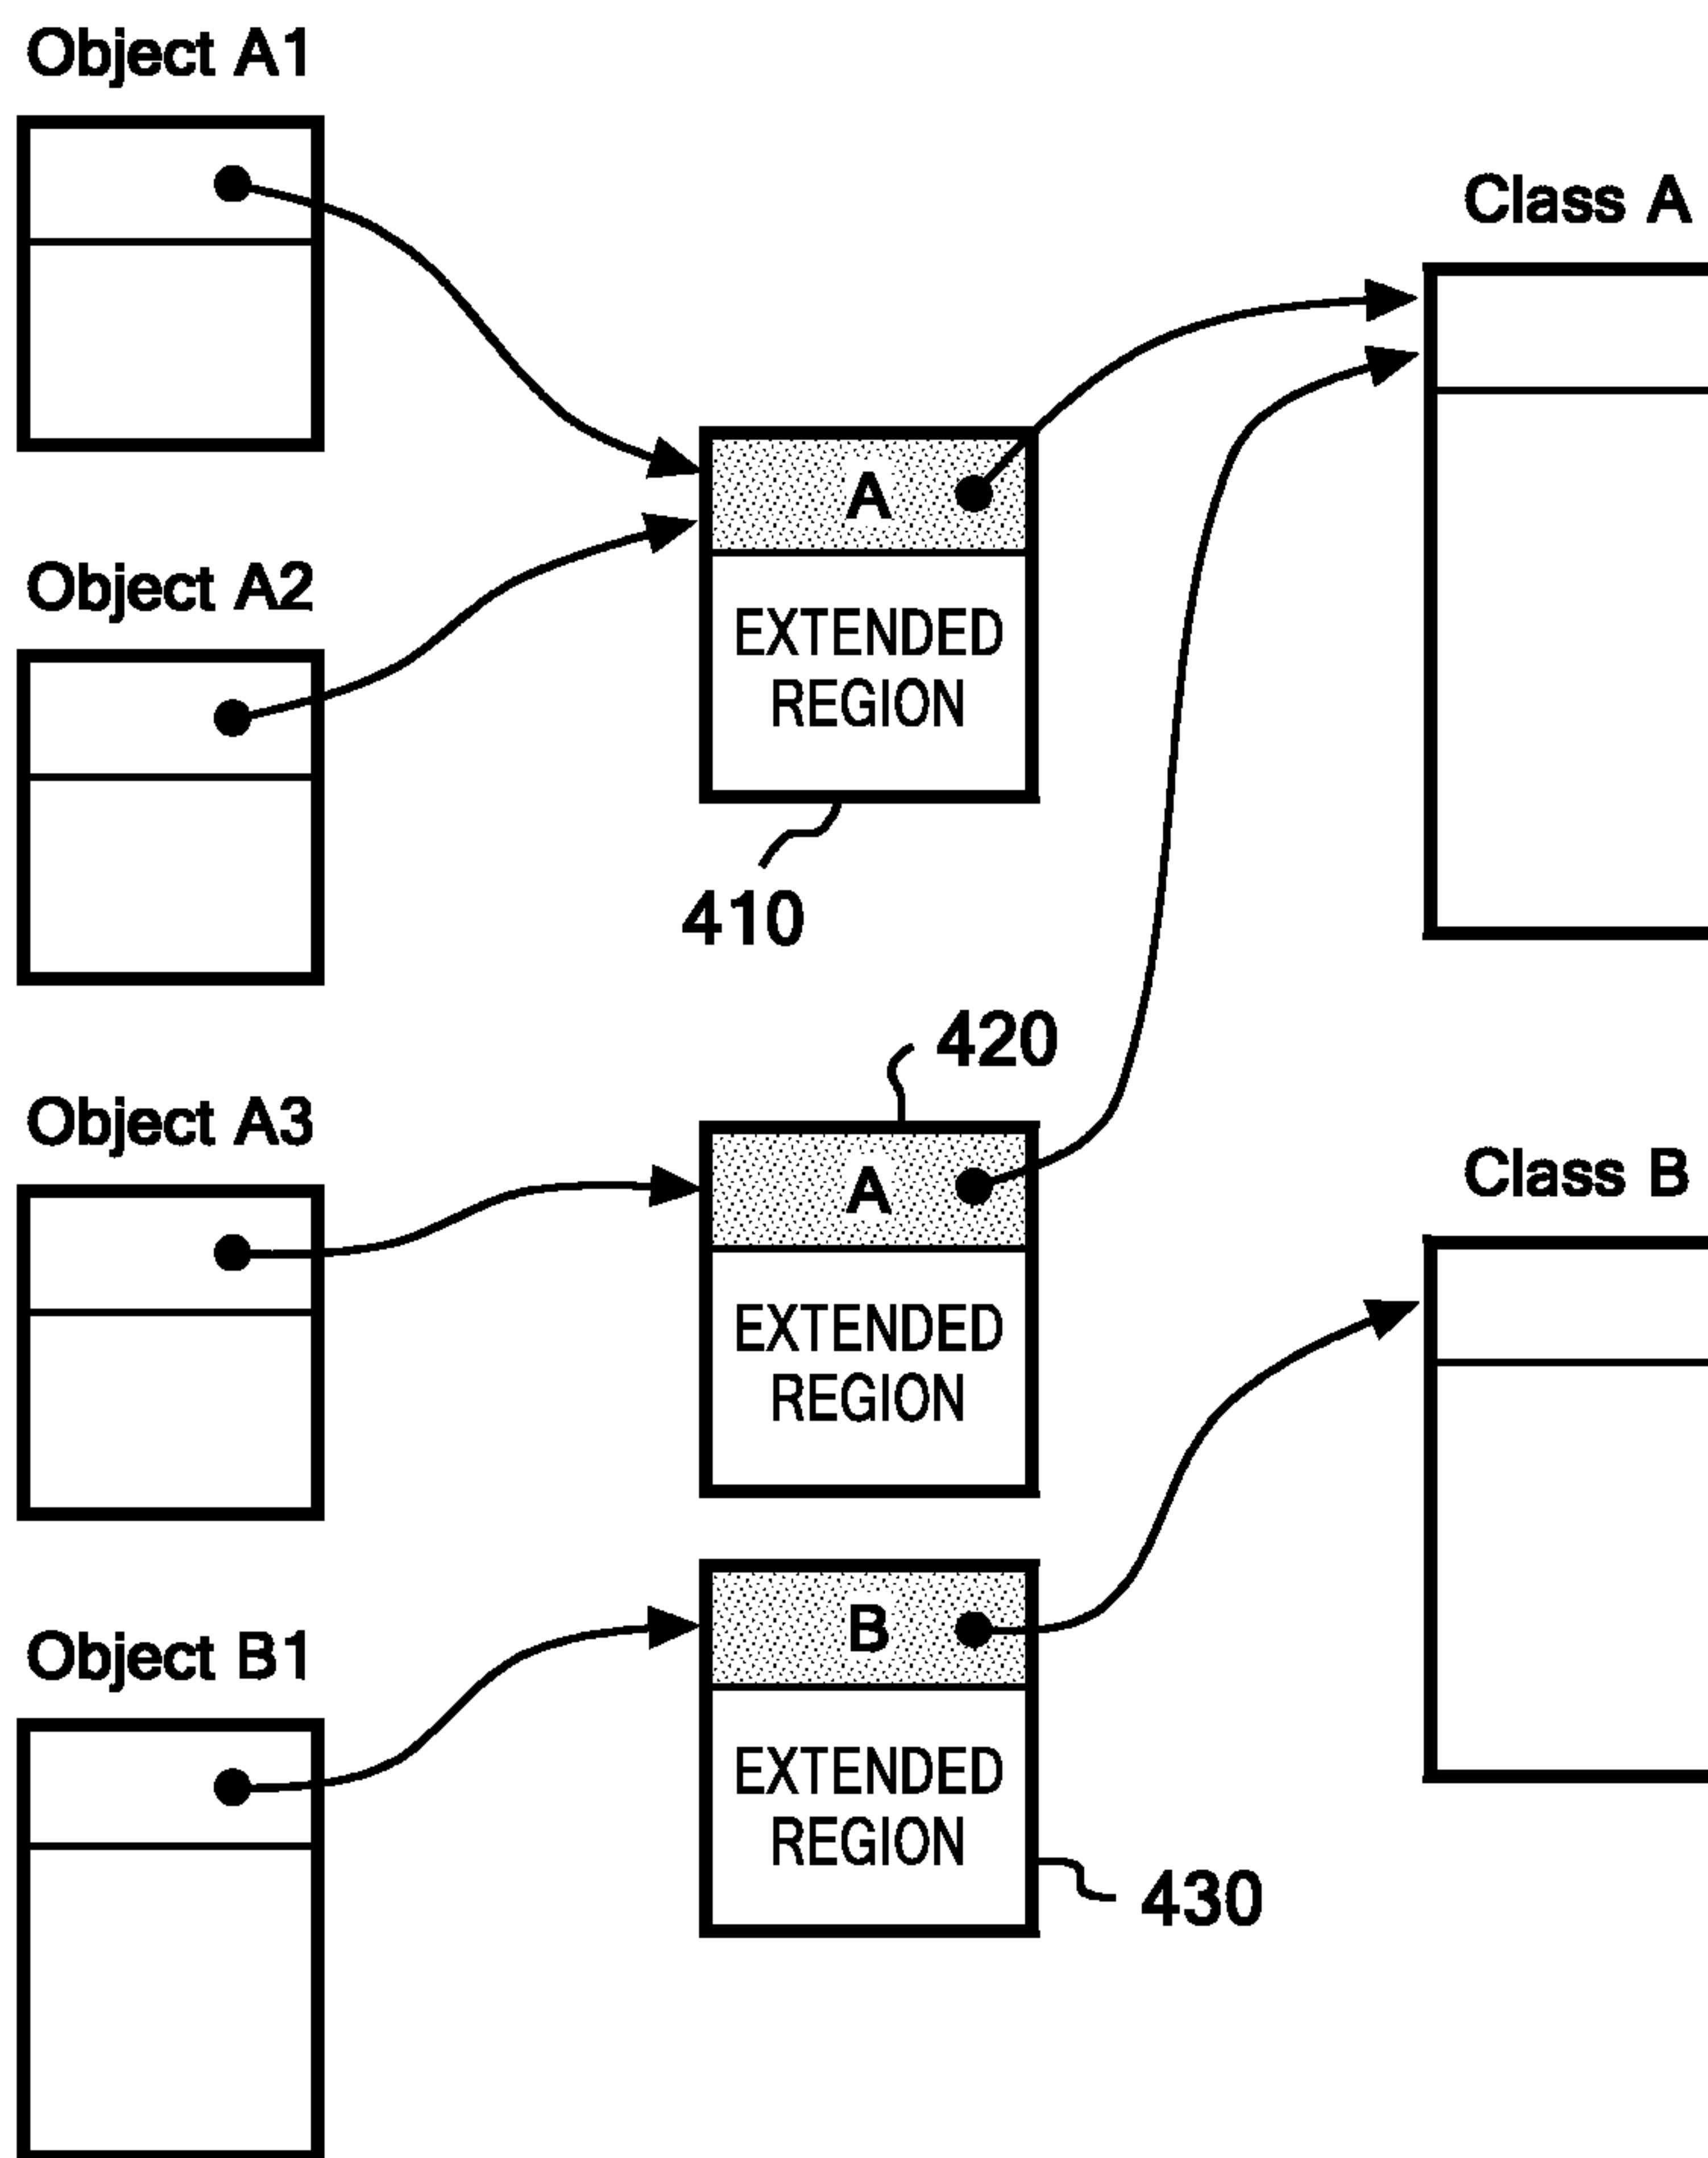 Object A1
Class A
A
EXTENDED
REGION
Object A2
410
420
Object A3
A
Class B
EXTENDED
REGION
B
Object B1
EXTENDED
REGION
430